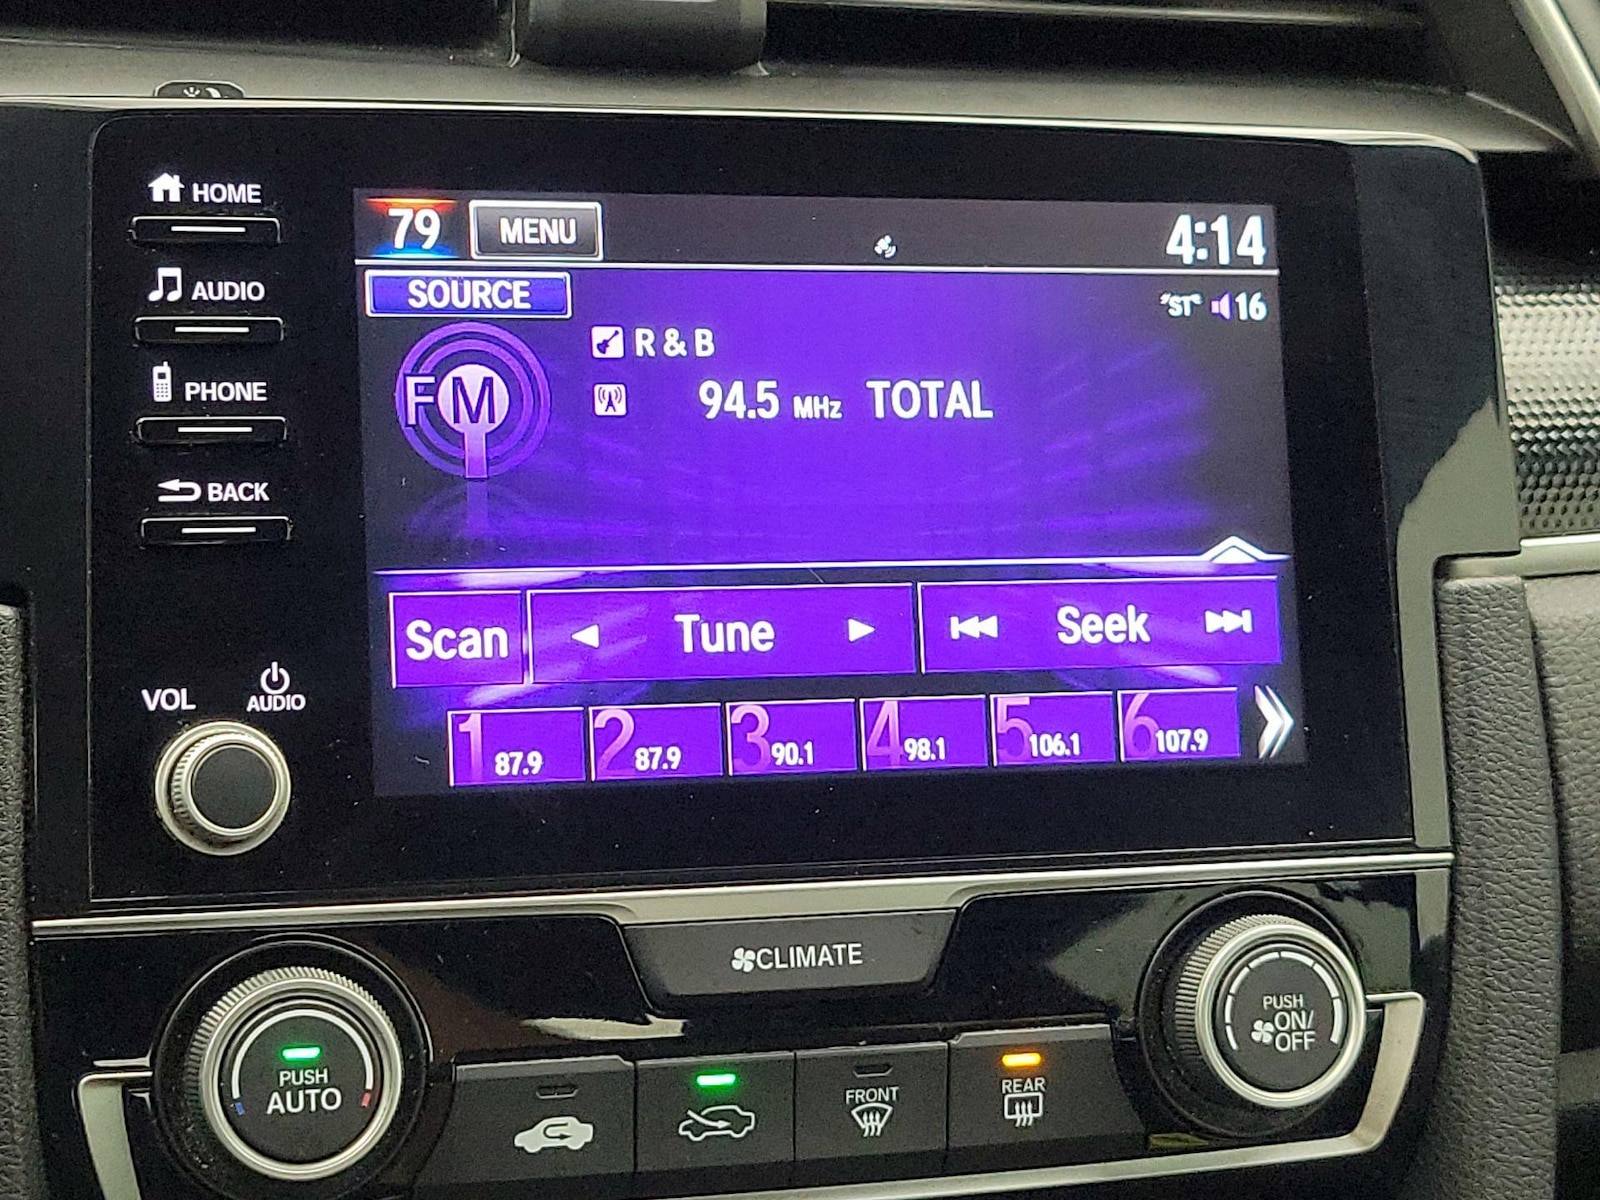 HOME
AUDIO
PHONE
BACK
VOL
AUDIO
79 MENU 4:14
SOURCE
"ST" 16
FM
R & B
94.5 MHz TOTAL
Scan Tune Seek
1 87.9 2 87.9 3 90.1 4 98.1 5 106.1 6 107.9
CLIMATE
PUSH
AUTO
FRONT
REAR
PUSH
ON/
OFF